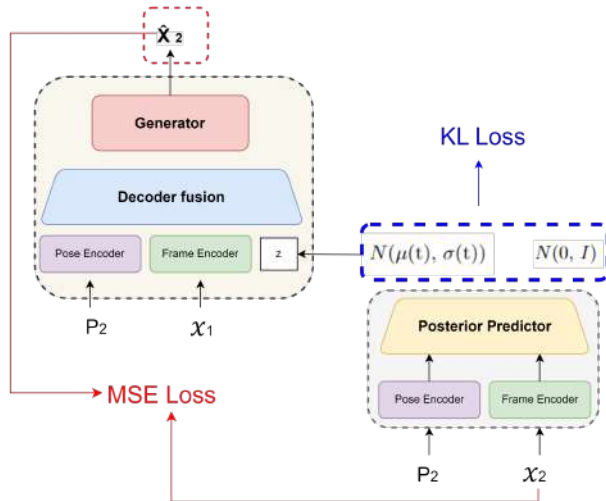 X̂ 2
Generator
Decoder fusion
Pose Encoder
Frame Encoder
z
P2
x1
KL Loss
N(μ(t), σ(t))
N(0, I)
Posterior Predictor
Pose Encoder
Frame Encoder
P2
x2
MSE Loss